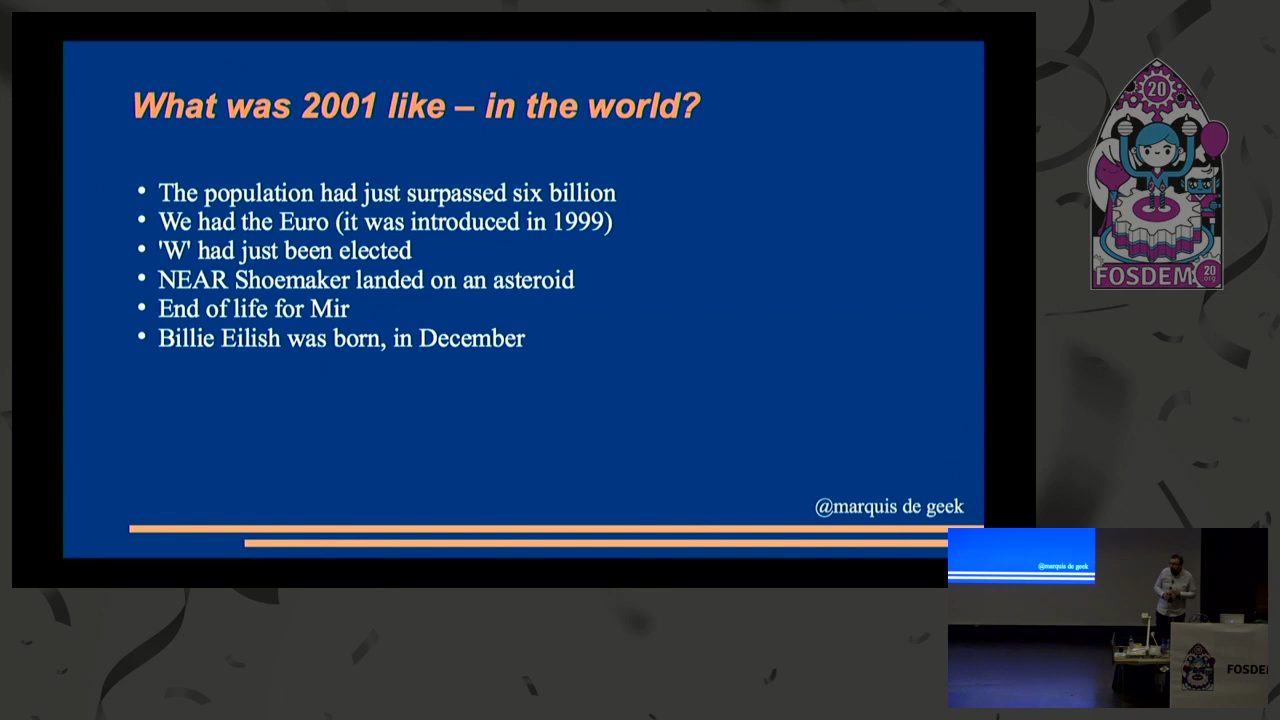 What was 2001 like – in the world?
• The population had just surpassed six billion
• We had the Euro (it was introduced in 1999)
• 'W' had just been elected
• NEAR Shoemaker landed on an asteroid
• End of life for Mir
• Billie Eilish was born, in December
@marquis de geek
20
FOSDEM
20
org
@marquis de geek
FOSDE